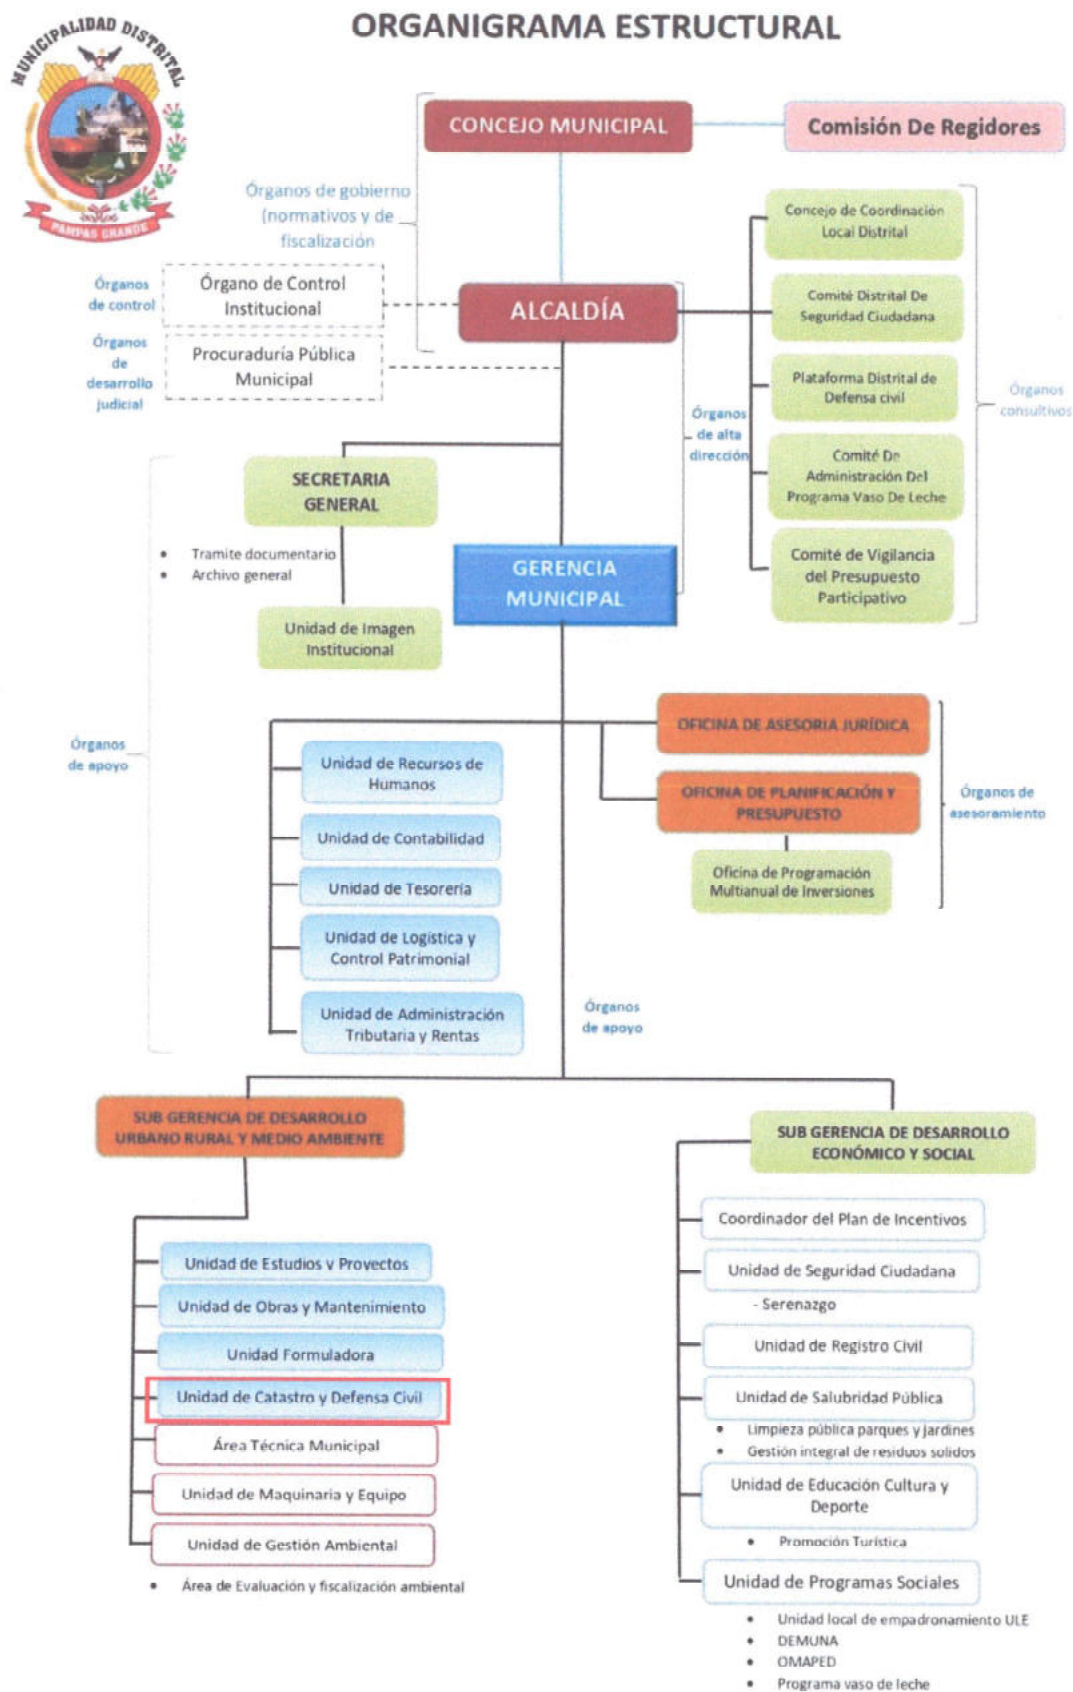 ORGANIGRAMA ESTRUCTURAL
MUNICIPALIDAD DISTRITAL
PAMPAS GRANDE
CONCEJO MUNICIPAL
Comisión De Regidores
Órganos de gobierno
(normativos y de
fiscalización
Concejo de Coordinación
Local Distrital
Órganos
de control
Órgano de Control
Institucional
ALCALDÍA
Comité Distrital De
Seguridad Ciudadana
Órganos
de
desarrollo
judicial
Procuraduría Pública
Municipal
Plataforma Distrital de
Defensa civil
Órganos
consultivos
Órganos
de alta
dirección
Comité De
Administración Del
Programa Vaso De Leche
SECRETARIA
GENERAL
Tramite documentario
Archivo general
GERENCIA
MUNICIPAL
Comité de Vigilancia
del Presupuesto
Participativo
Unidad de Imagen
Institucional
Órganos
de apoyo
OFICINA DE ASESORIA JURÍDICA
Unidad de Recursos de
Humanos
OFICINA DE PLANIFICACIÓN Y
PRESUPUESTO
Órganos de
asesoramiento
Unidad de Contabilidad
Oficina de Programación
Multianual de Inversiones
Unidad de Tesorería
Unidad de Logística y
Control Patrimonial
Unidad de Administración
Tributaria y Rentas
Órganos
de apoyo
SUB GERENCIA DE DESARROLLO
URBANO RURAL Y MEDIO AMBIENTE
Unidad de Estudios y Proyectos
Unidad de Obras y Mantenimiento
Unidad Formuladora
Unidad de Catastro y Defensa Civil
Área Técnica Municipal
Unidad de Maquinaria y Equipo
Unidad de Gestión Ambiental
Área de Evaluación y fiscalización ambiental
SUB GERENCIA DE DESARROLLO
ECONÓMICO Y SOCIAL
Coordinador del Plan de Incentivos
Unidad de Seguridad Ciudadana
- Serenazgo
Unidad de Registro Civil
Unidad de Salubridad Pública
Limpieza pública parques y jardines
Gestión integral de residuos solidos
Unidad de Educación Cultura y
Deporte
Promoción Turística
Unidad de Programas Sociales
Unidad local de empadronamiento ULE
DEMUNA
OMAPED
Programa vaso de leche